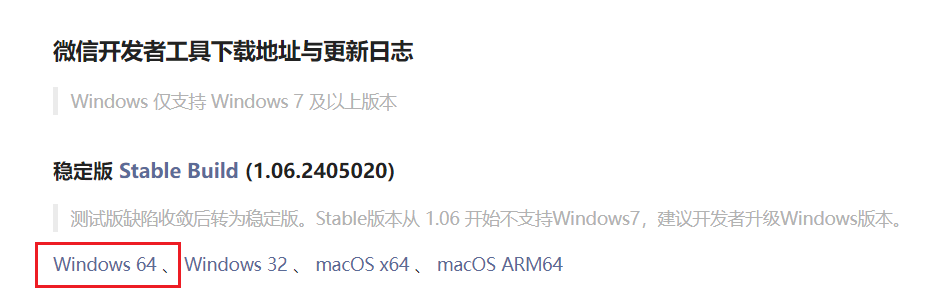 微信开发者工具下载地址与更新日志
Windows 仅支持 Windows 7 及以上版本
稳定版 Stable Build (1.06.2405020)
测试版缺陷收敛后转为稳定版。Stable版本从 1.06 开始不支持Windows7，建议开发者升级Windows版本。
Windows 64 、 Windows 32 、 macOS x64 、 macOS ARM64